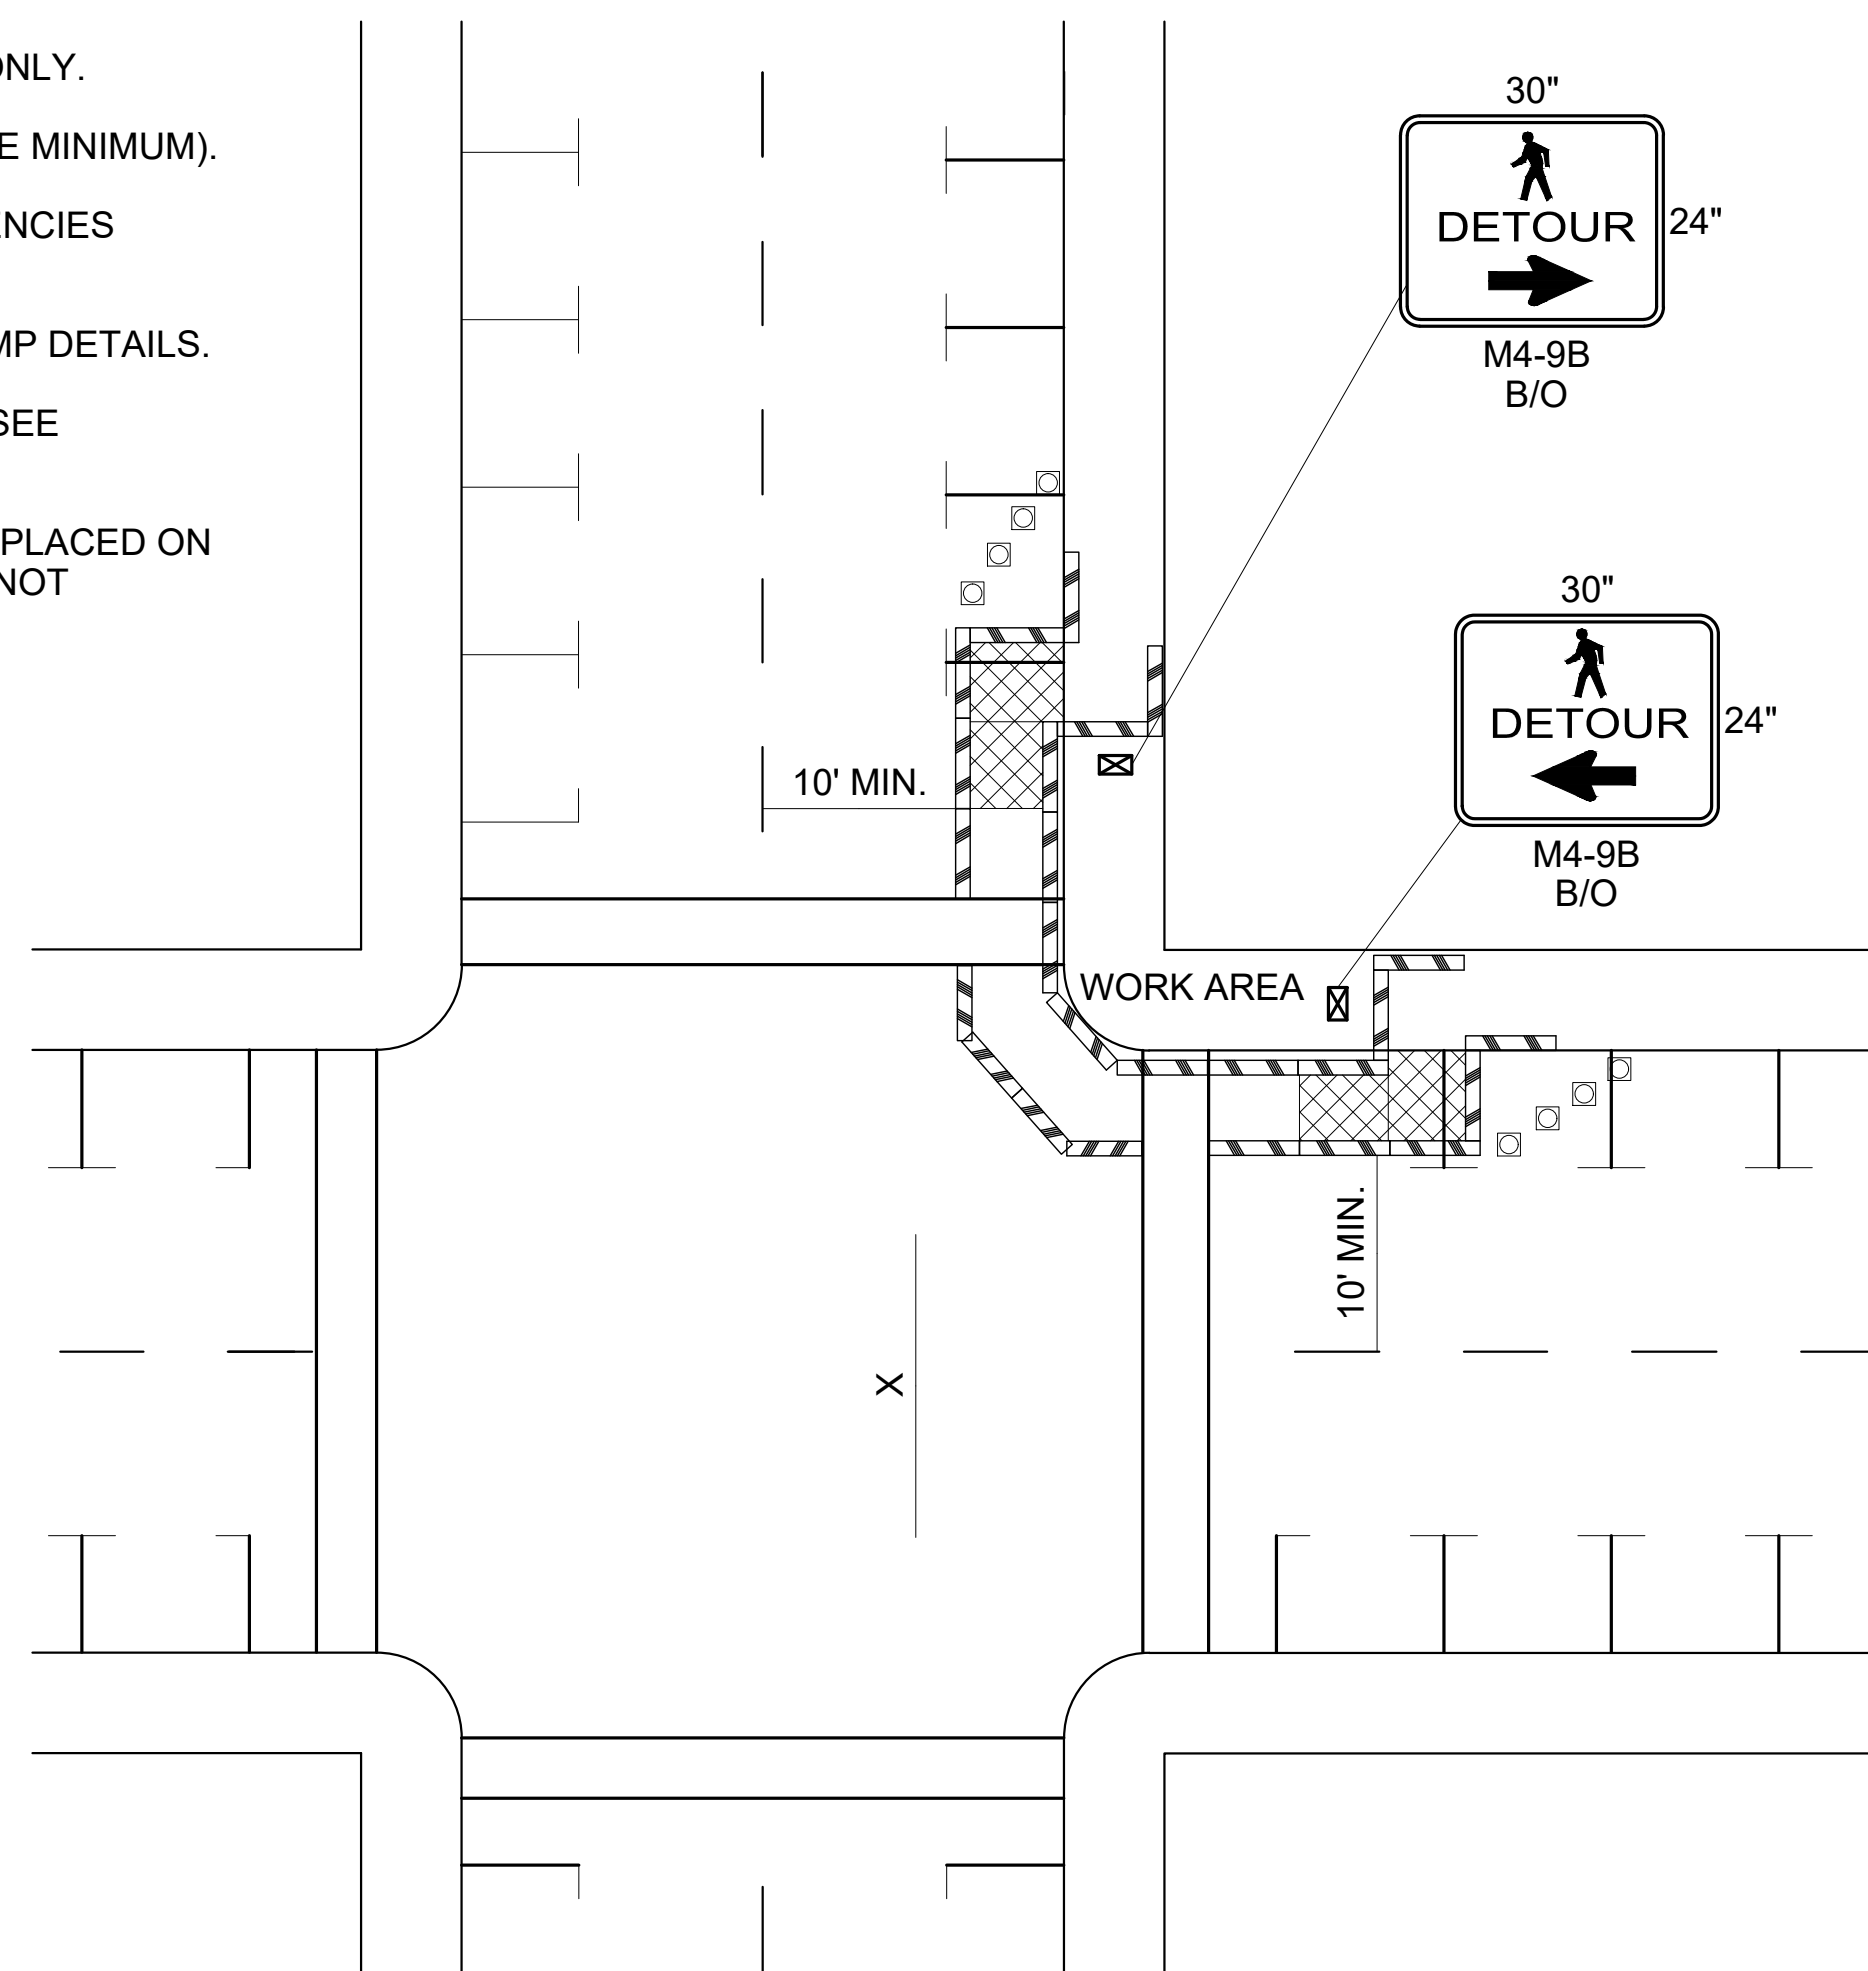 ONLY.
E MINIMUM).
ENCIES
MP DETAILS.
SEE
PLACED ON
NOT
30"
DETOUR
24"
M4-9B
B/O
30"
DETOUR
24"
M4-9B
B/O
10' MIN.
WORK AREA
10' MIN.
X